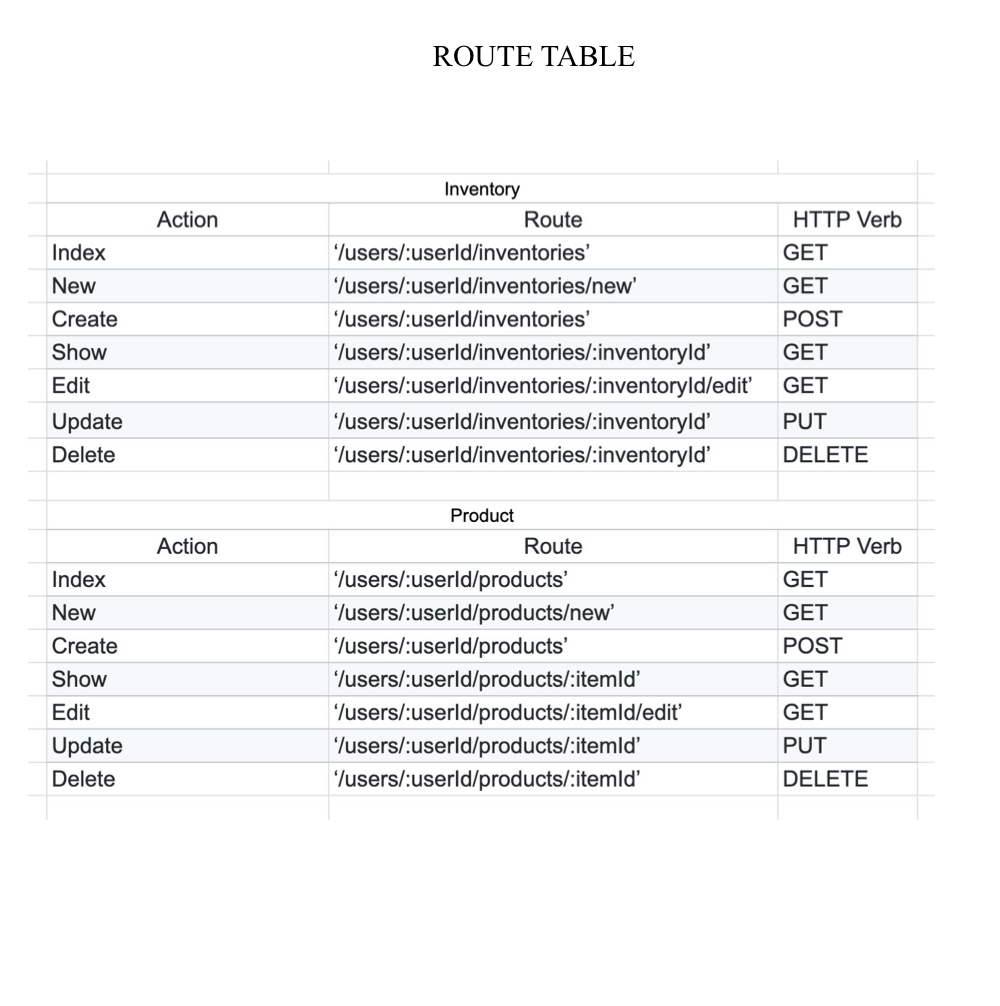 ROUTE TABLE
Inventory
Action Route HTTP Verb
Index ‘/users/:userId/inventories’ GET
New ‘/users/:userId/inventories/new’ GET
Create ‘/users/:userId/inventories’ POST
Show ‘/users/:userId/inventories/:inventoryId’ GET
Edit ‘/users/:userId/inventories/:inventoryId/edit’ GET
Update ‘/users/:userId/inventories/:inventoryId’ PUT
Delete ‘/users/:userId/inventories/:inventoryId’ DELETE
Product
Action Route HTTP Verb
Index ‘/users/:userId/products’ GET
New ‘/users/:userId/products/new’ GET
Create ‘/users/:userId/products’ POST
Show ‘/users/:userId/products/:itemId’ GET
Edit ‘/users/:userId/products/:itemId/edit’ GET
Update ‘/users/:userId/products/:itemId’ PUT
Delete ‘/users/:userId/products/:itemId’ DELETE